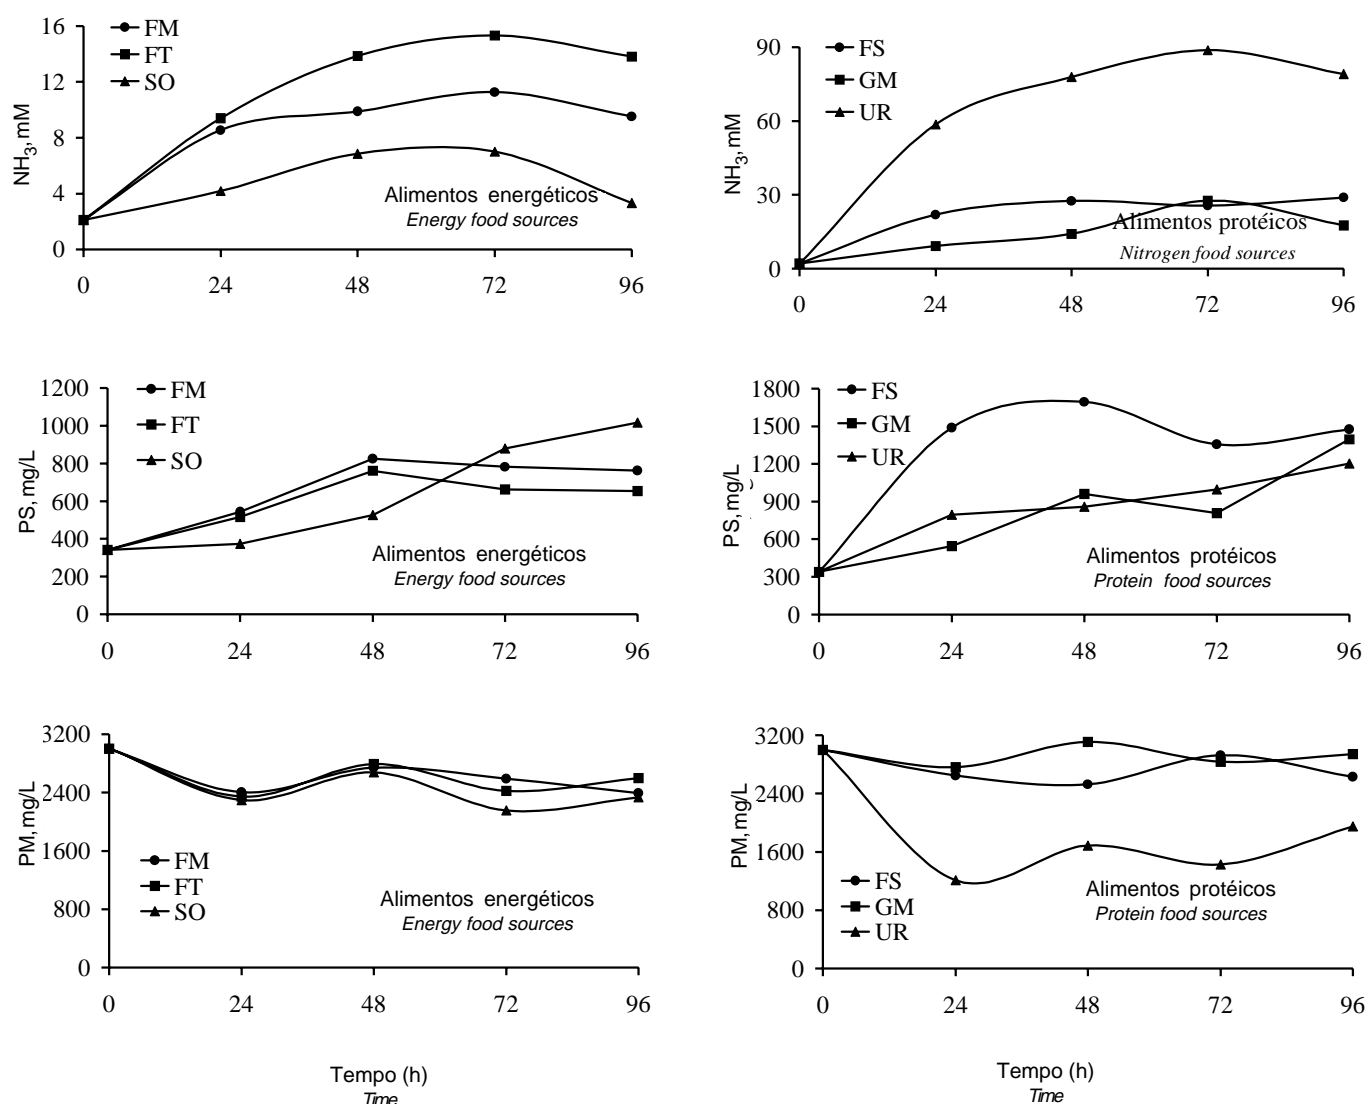 16
12
8
4
0
NH3, mM
FM
FT
SO
Alimentos energéticos
Energy food sources
0 24 48 72 96
90
60
30
0
NH3, mM
FS
GM
UR
Alimentos protéicos
Nitrogen food sources
0 24 48 72 96
1200
1000
800
600
400
200
0
PS, mg/L
FM
FT
SO
Alimentos energéticos
Energy food sources
0 24 48 72 96
1800
1500
1200
900
600
300
0
PS, mg/L
FS
GM
UR
Alimentos protéicos
Protein food sources
0 24 48 72 96
3200
2400
1600
800
0
PM, mg/L
FM
FT
SO
Alimentos energéticos
Energy food sources
0 24 48 72 96
Tempo (h)
Time
3200
2400
1600
800
0
PM, mg/L
FS
GM
UR
Alimentos protéicos
Protein food sources
0 24 48 72 96
Tempo (h)
Time